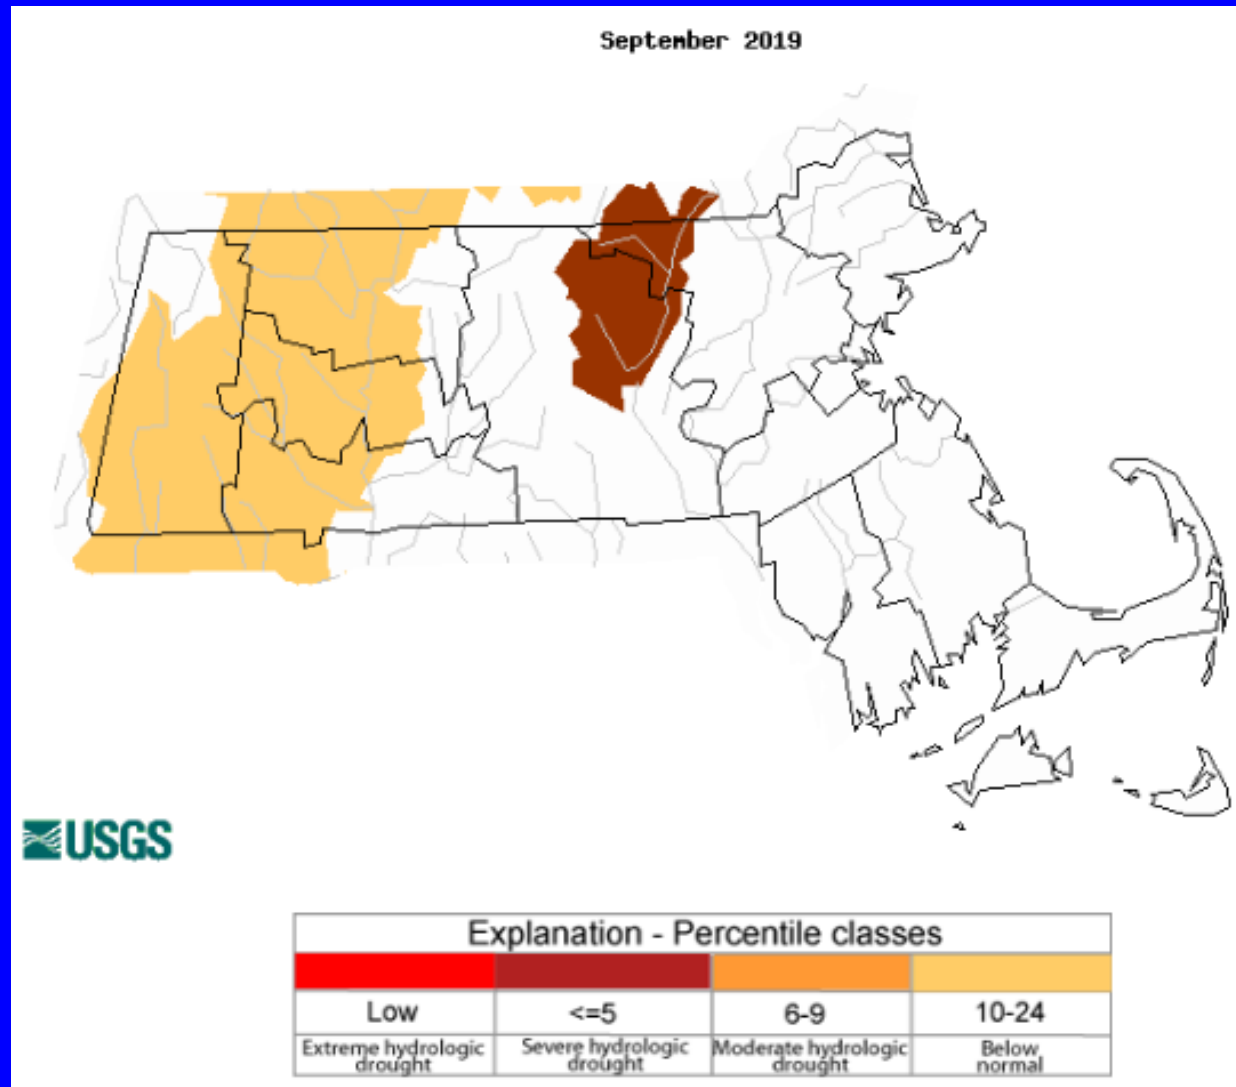 September 2019
USGS
Explanation - Percentile classes
Low <=5 6-9 10-24
Extreme hydrologic drought Severe hydrologic drought Moderate hydrologic drought Below normal